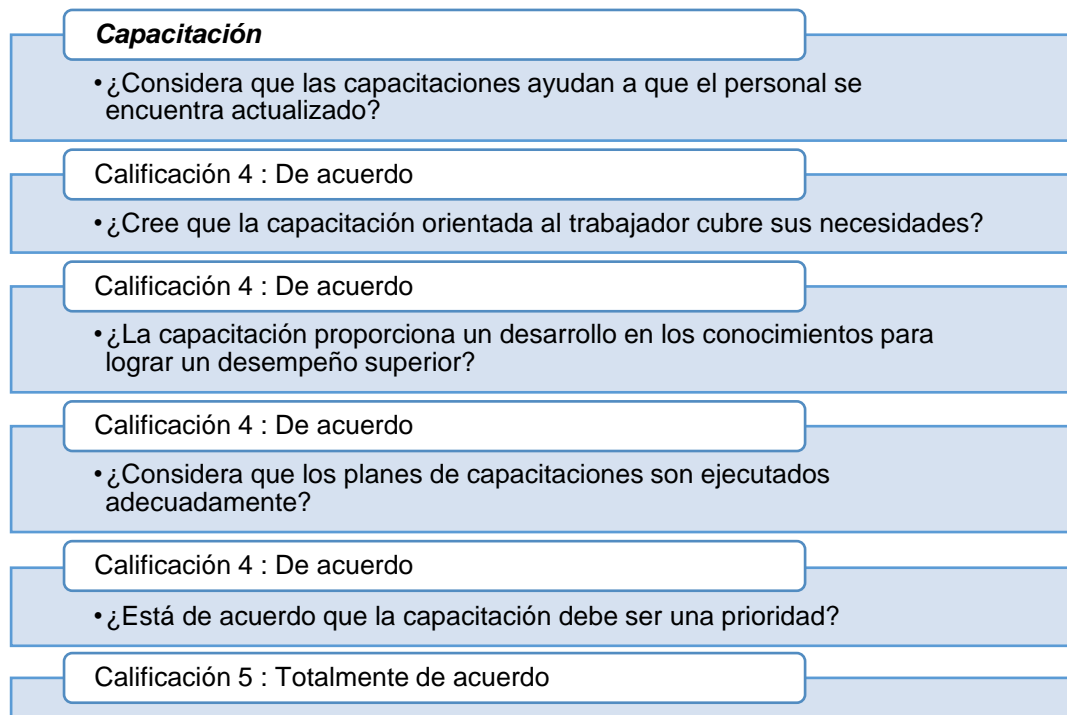 Capacitación
•¿Considera que las capacitaciones ayudan a que el personal se
encuentra actualizado?
Calificación 4 : De acuerdo
•¿Cree que la capacitación orientada al trabajador cubre sus necesidades?
Calificación 4 : De acuerdo
•¿La capacitación proporciona un desarrollo en los conocimientos para
lograr un desempeño superior?
Calificación 4 : De acuerdo
•¿Considera que los planes de capacitaciones son ejecutados
adecuadamente?
Calificación 4 : De acuerdo
•¿Está de acuerdo que la capacitación debe ser una prioridad?
Calificación 5 : Totalmente de acuerdo